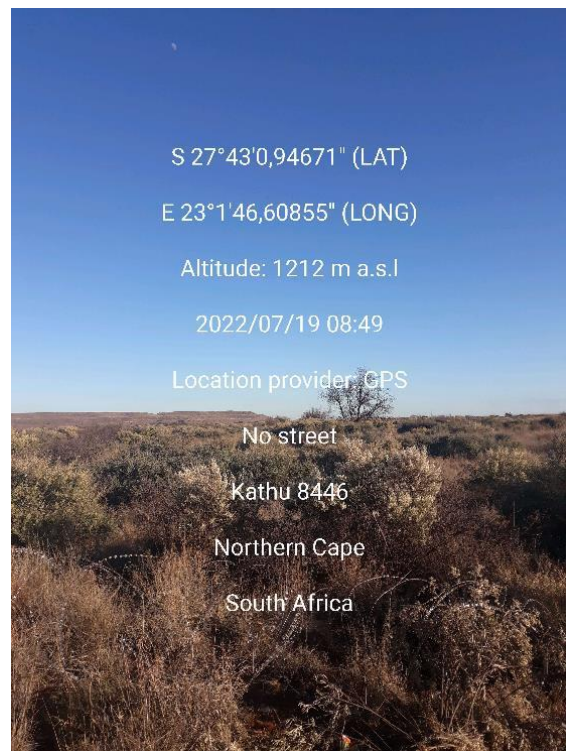 S 27°43'0,94671" (LAT)
E 23°1'46,60855" (LONG)
Altitude: 1212 m a.s.l
2022/07/19 08:49
Location provider: GPS
No street
Kathu 8446
Northern Cape
South Africa